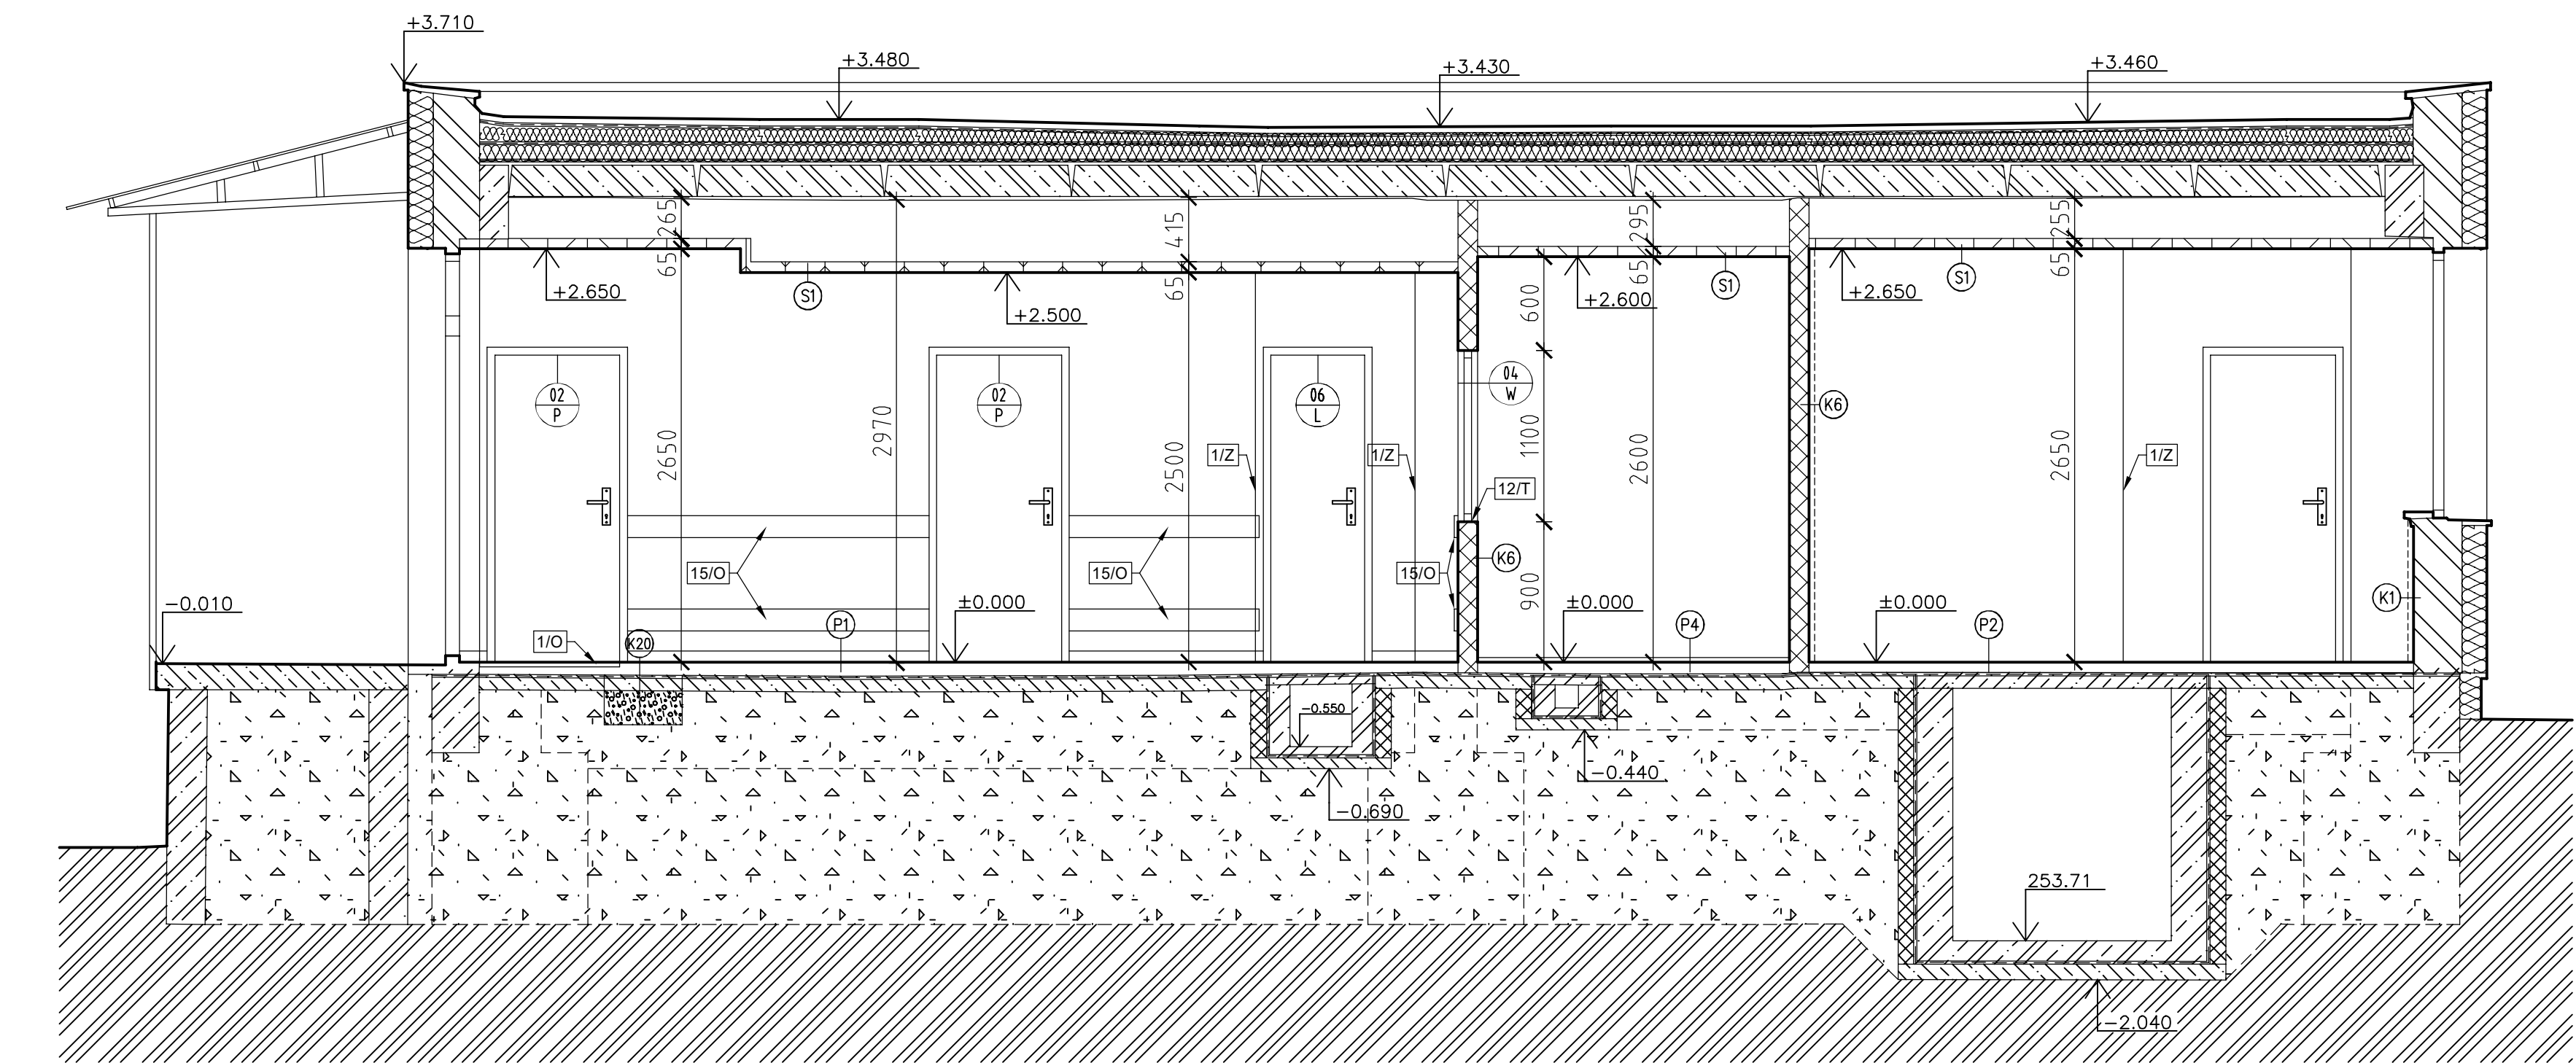 +3.710
+3.480
+3.430
+3.460
265
415
295
255
65
65
65
65
+2.650
S1
+2.500
+2.600
S1
+2.650
S1
600
02
P
02
P
06
L
04
W
K6
2650
2970
2500
1/Z
1/Z
1100
2600
2650
1/Z
12/T
15/O
15/O
15/O
K6
900
K1
-0.010
±0.000
±0.000
±0.000
1/O
K20
P1
P4
P2
-0.550
-0.440
-0.690
253.71
-2.040